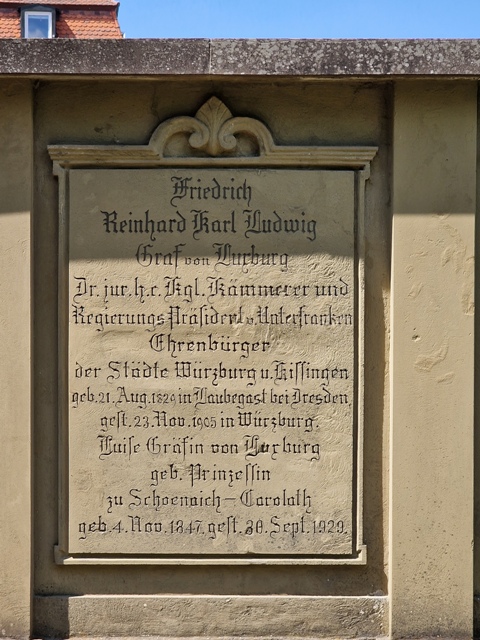 Friedrich
Reinhard Karl Ludwig
Graf von Luxburg
Dr. jur. h.c. Kgl. Kämmerer und
Regierungs-Präsident v. Unterfranken
Ehrenbürger
der Städte Würzburg u. Kissingen
geb. 21. Aug. 1829 in Laubegast bei Dresden
gest. 23. Nov. 1905 in Würzburg.
Luise Gräfin von Luxburg
geb. Prinzessin
zu Schoenaich-Carolath
geb. 4. Nov. 1847. gest. 30. Sept. 1929.